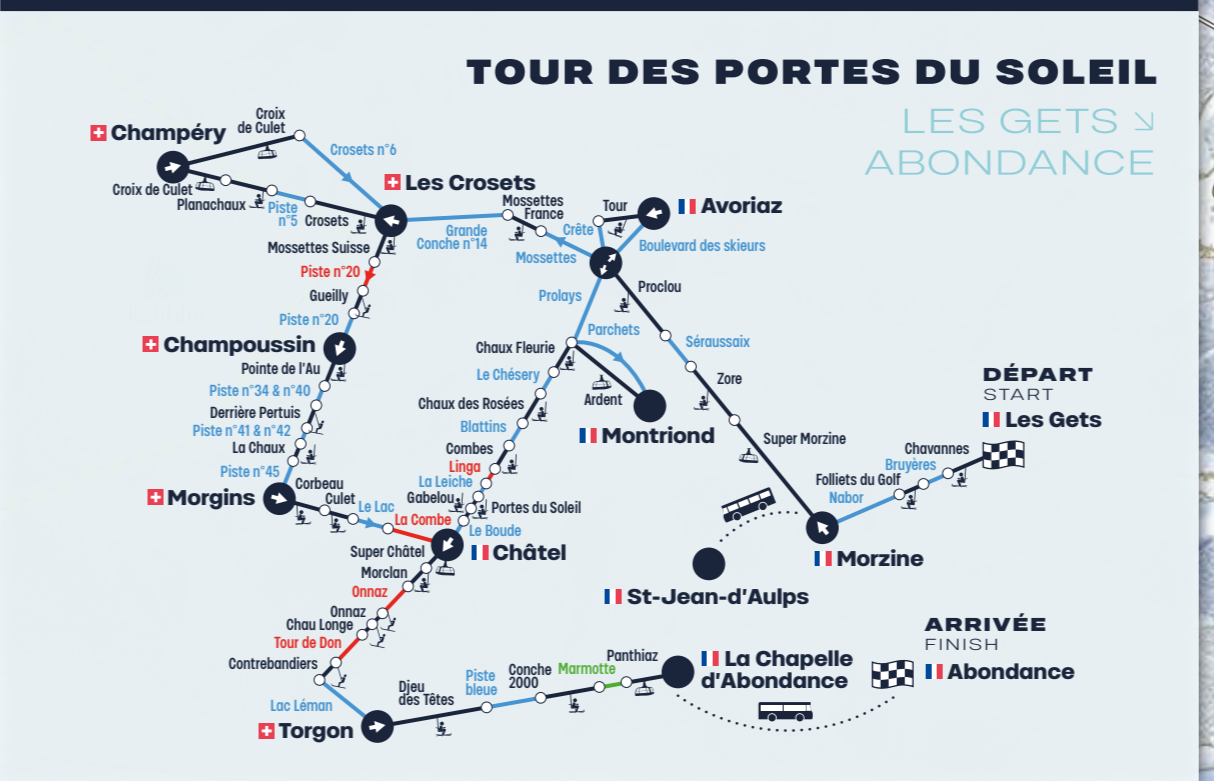 TOUR DES PORTES DU SOLEIL
LES GETS
ABONDANCE
Champéry
Croix
de Culet
Crosets n°6
Croix de Culet
Planachaux
Piste
n°5
Crosets
Les Crosets
Mossettes
France
Grande
Conche n°14
Tour
Crête
Avoriaz
Mossettes
Boulevard des skieurs
Mossettes Suisse
Piste n°20
Gueilly
Piste n°20
Prolays
Proclou
Champoussin
Parchets
Séraussaix
Chaux Fleurie
Pointe de l'Au
Le Chésery
Zore
Piste n°34 & n°40
Ardent
Chaux des Rosées
Derrière Pertuis
Piste n°41 & n°42
Blattins
Montriond
La Chaux
Combes
Super Morzine
Piste n°45
Linga
La Leiche
DÉPART
START
Les Gets
Chavannes
Bruyères
Folliets du Golf
Nabor
Morzine
Morgins
Corbeau
Culet
Le Lac
La Combe
Gabelou
Portes du Soleil
Le Boude
Châtel
Super Châtel
St-Jean-d'Aulps
Morclan
Onnaz
Onnaz
Chau Longe
Tour de Don
Contrebandiers
Lac Léman
Torgon
Djeu
des Têtes
Piste
bleue
Conche
2000
Marmotte
Panthiaz
La Chapelle
d'Abondance
ARRIVÉE
FINISH
Abondance